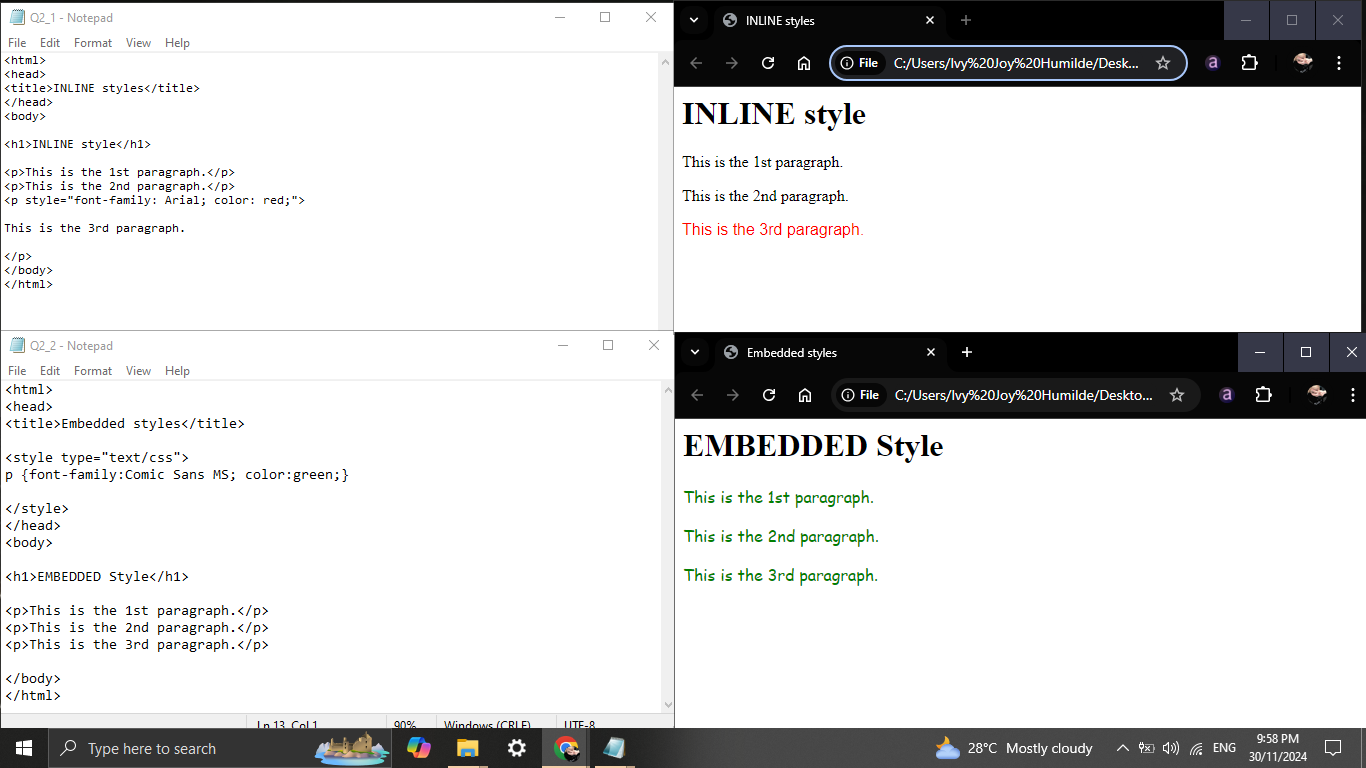 Q2_1 - Notepad
File Edit Format View Help
<html>
<head>
<title>INLINE styles</title>
</head>
<body>
<h1>INLINE style</h1>
<p>This is the 1st paragraph.</p>
<p>This is the 2nd paragraph.</p>
<p style="font-family: Arial; color: red;">
This is the 3rd paragraph.
</p>
</body>
</html>
INLINE styles
File C:/Users/Ivy%20Joy%20Humilde/Desk...
a
INLINE style
This is the 1st paragraph.
This is the 2nd paragraph.
This is the 3rd paragraph.
Q2_2 - Notepad
File Edit Format View Help
<html>
<head>
<title>Embedded styles</title>
<style type="text/css">
p {font-family:Comic Sans MS; color:green;}
</style>
</head>
<body>
<h1>EMBEDDED Style</h1>
<p>This is the 1st paragraph.</p>
<p>This is the 2nd paragraph.</p>
<p>This is the 3rd paragraph.</p>
</body>
</html>
Ln 13, Col 1 90% Windows (CRLF) UTF-8
Embedded styles
File C:/Users/Ivy%20Joy%20Humilde/Deskto...
a
EMBEDDED Style
This is the 1st paragraph.
This is the 2nd paragraph.
This is the 3rd paragraph.
Type here to search
28°C Mostly cloudy
ENG
9:58 PM
30/11/2024